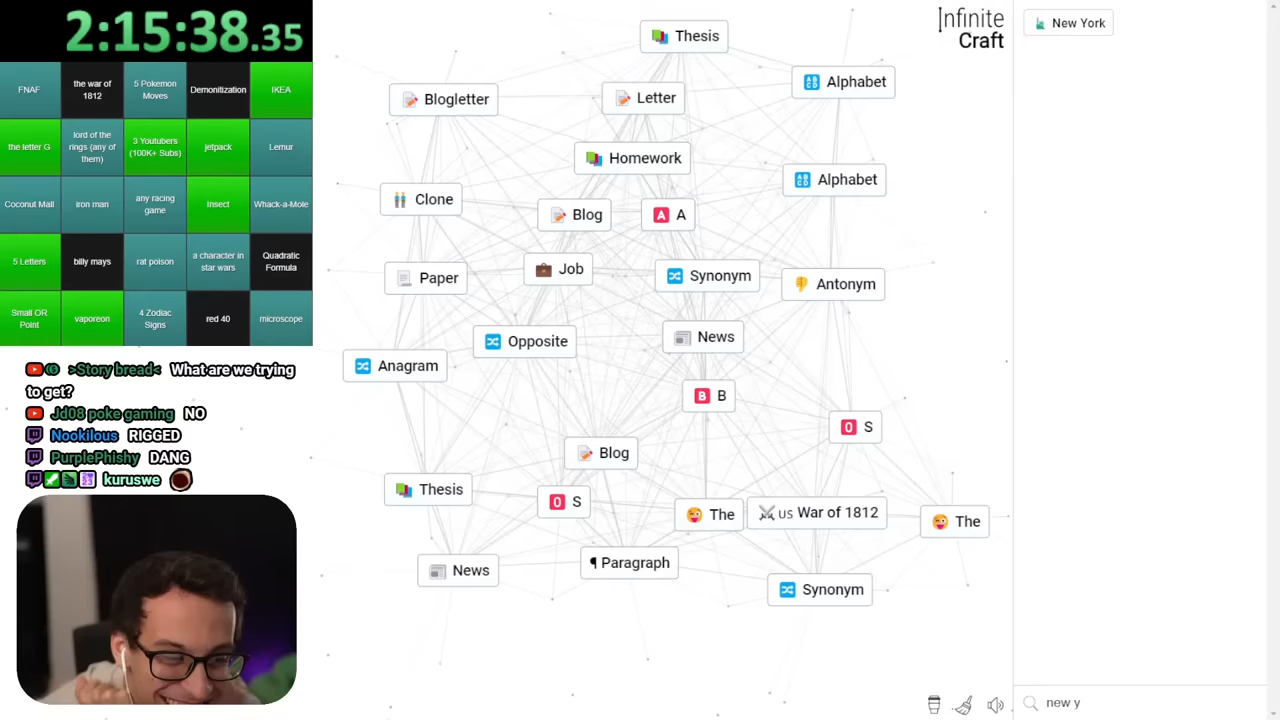 2:15:38.35
FNAF
the war of
1812
5 Pokemon
Moves
Demonitization
IKEA
the letter G
lord of the
rings (any of
them)
3 Youtubers
(100K+ Subs)
jetpack
Lemur
Coconut Mall
iron man
any racing
game
Insect
Whack-a-Mole
5 Letters
billy mays
rat poison
a character in
star wars
Quadratic
Formula
Small OR
Point
vaporeon
4 Zodiac
Signs
red 40
microscope
>Story bread< What are we trying
to get?
Jd08 poke gaming NO
Nookilous RIGGED
PurplePhishy DANG
kuruswe
Infinite
Craft
Thesis
Alphabet
Blogletter
Letter
Homework
Alphabet
Clone
Blog
A A
Job
Paper
Synonym
Antonym
Opposite
News
Anagram
B B
O S
Blog
Thesis
O S
The
US War of 1812
The
News
¶ Paragraph
Synonym
New York
new y